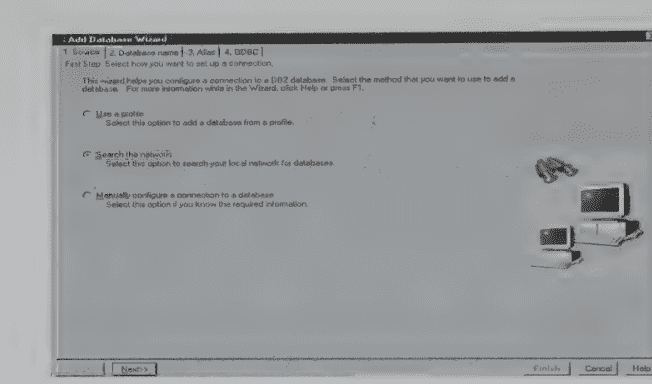 Add Database Wizard
1. Source 2. Database name 3. Alias 4. ODBC
First Step. Select how you want to set up a connection.
This wizard helps you configure a connection to a DB2 database. Select the method that you want to use to add a
database. For more information while in the Wizard, click Help or press F1.
Use a profile
Select this option to add a database from a profile.
Search the network
Select this option to search your local network for databases.
Manually configure a connection to a database
Select this option if you know the required information.
Next > Finish Cancel Help